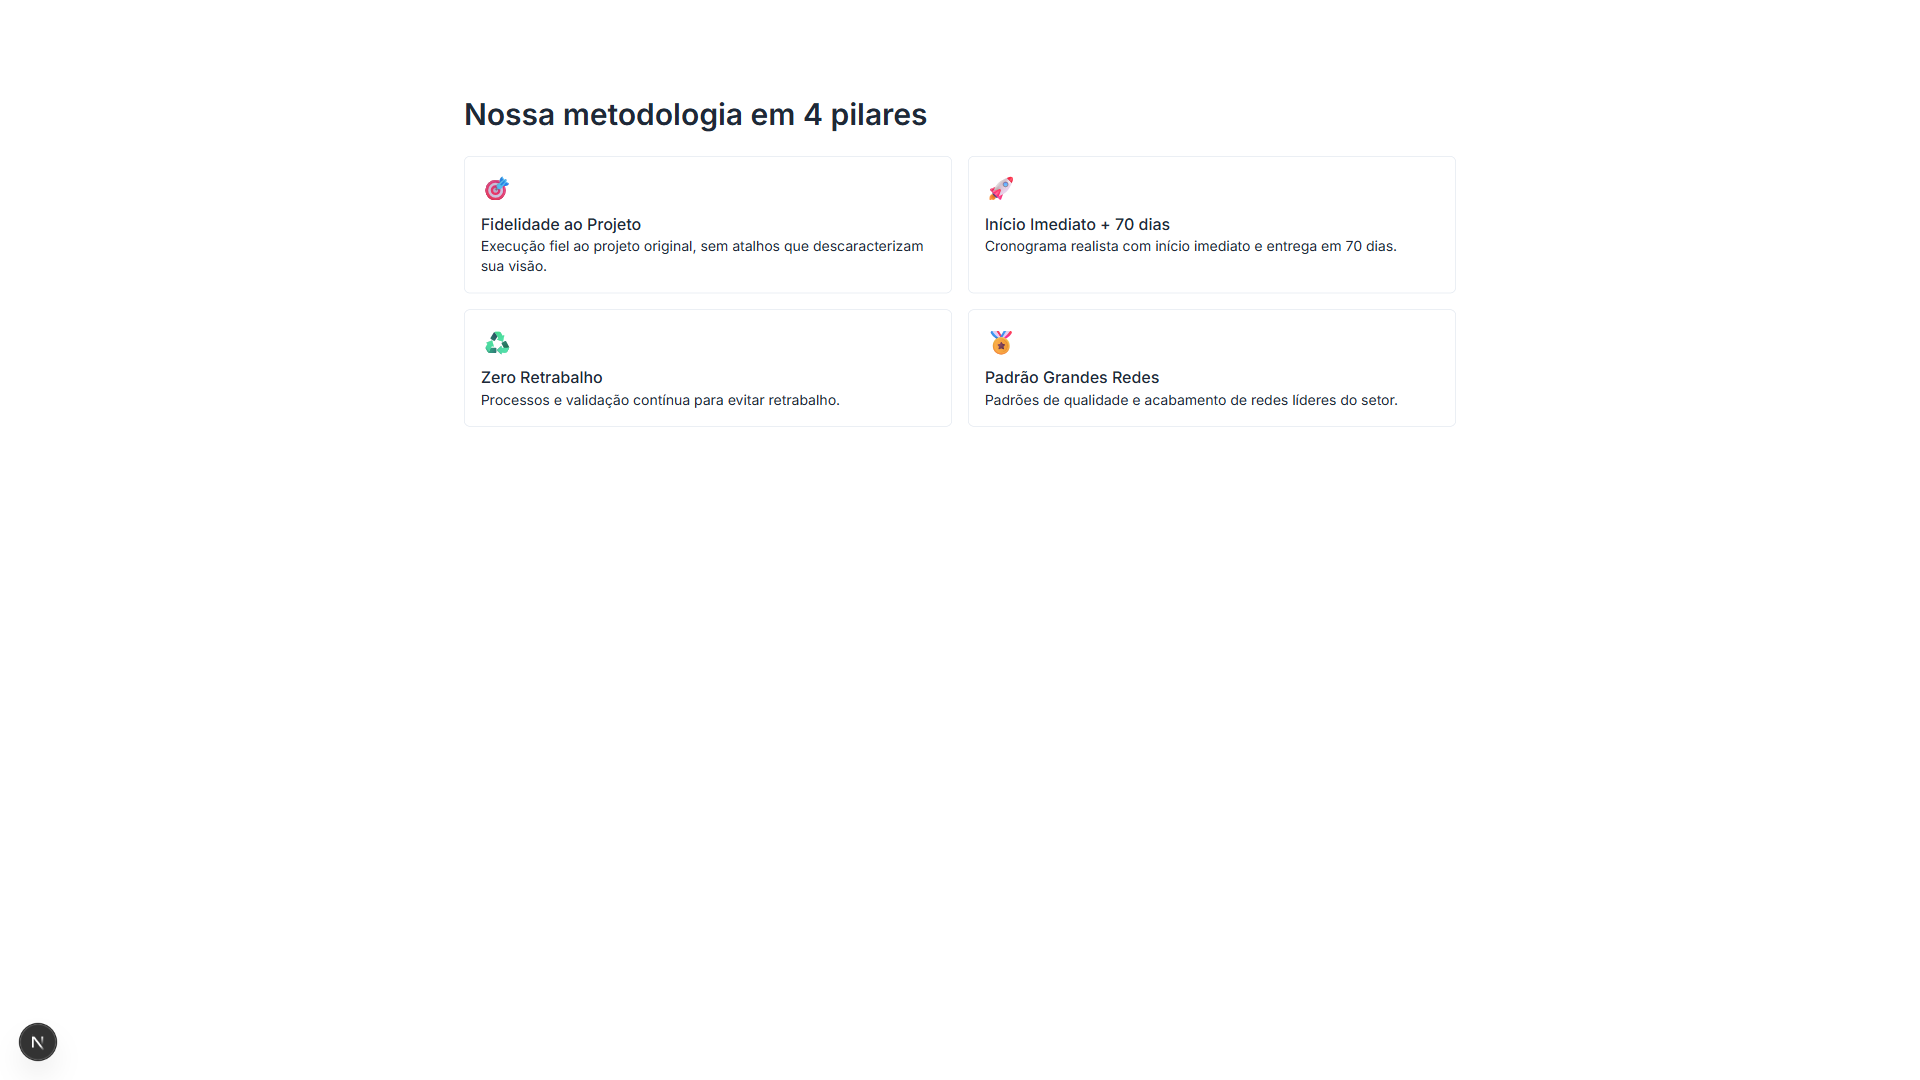 Nossa metodologia em 4 pilares
Fidelidade ao Projeto
Execução fiel ao projeto original, sem atalhos que descaracterizam
sua visão.
Início Imediato + 70 dias
Cronograma realista com início imediato e entrega em 70 dias.
Zero Retrabalho
Processos e validação contínua para evitar retrabalho.
Padrão Grandes Redes
Padrões de qualidade e acabamento de redes líderes do setor.
N